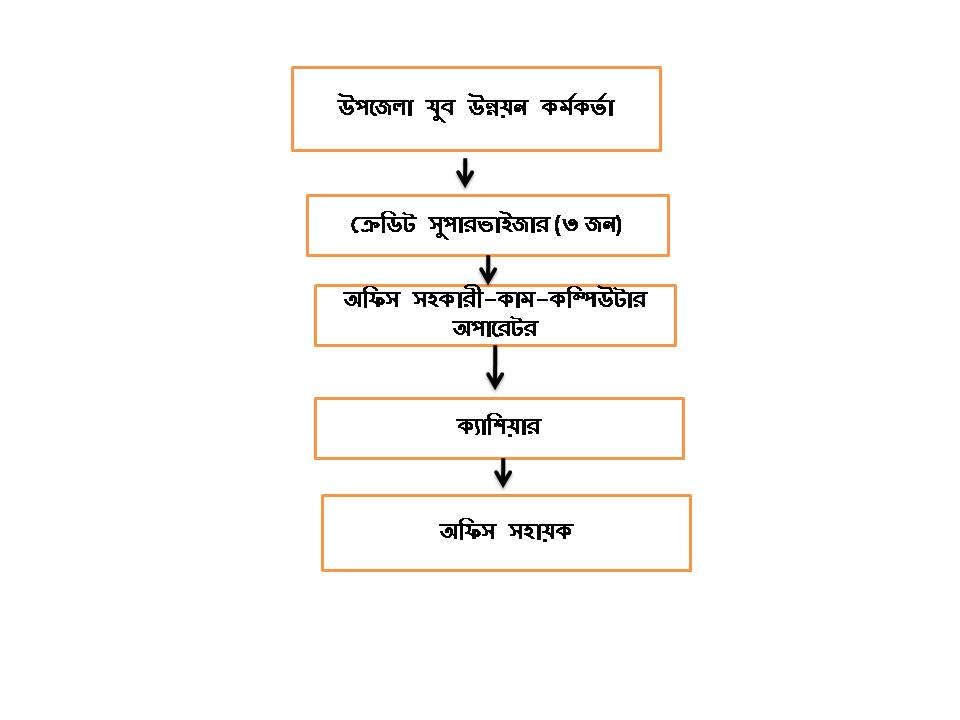 উপজেলা যুব উন্নয়ন কর্মকর্তা
ক্রেডিট সুপারভাইজার (৩ জন)
অফিস সহকারী-কাম-কম্পিউটার
অপারেটর
ক্যাশিয়ার
অফিস সহায়ক